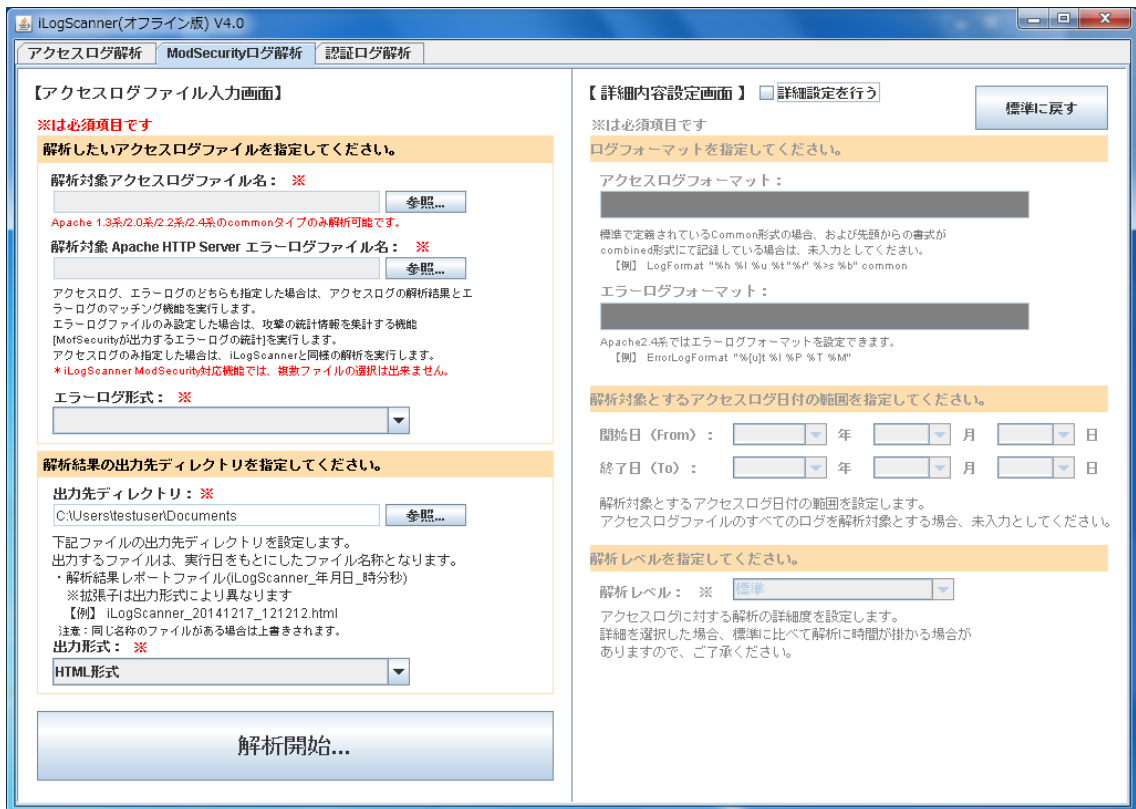 iLogScanner(オフライン版) V4.0
アクセスログ解析
ModSecurityログ解析
認証ログ解析
【アクセスログファイル入力画面】
※は必須項目です
解析したいアクセスログファイルを指定してください。
解析対象アクセスログファイル名： ※
参照...
Apache 1.3系/2.0系/2.2系/2.4系のcommonタイプのみ解析可能です。
解析対象 Apache HTTP Server エラーログファイル名： ※
参照...
アクセスログ、エラーログのどちらも指定した場合は、アクセスログの解析結果とエ
ラーログのマッチング機能を実行します。
エラーログファイルのみ設定した場合は、攻撃の統計情報を集計する機能
[MofSecurityが出力するエラーログの統計]を実行します。
アクセスログのみ指定した場合は、iLogScannerと同様の解析を実行します。
* iLogScanner ModSecurity対応機能では、複数ファイルの選択は出来ません。
エラーログ形式： ※
解析結果の出力先ディレクトリを指定してください。
出力先ディレクトリ：※
C:\Users\testuser\Documents
参照...
下記ファイルの出力先ディレクトリを設定します。
出力するファイルは、実行日をもとにしたファイル名称となります。
・解析結果レポートファイル(iLogScanner_年月日_時分秒)
※拡張子は出力形式により異なります
【例】 iLogScanner_20141217_121212.html
注意：同じ名称のファイルがある場合は上書きされます。
出力形式： ※
HTML形式
解析開始...
【 詳細内容設定画面 】 詳細設定を行う
標準に戻す
※は必須項目です
ログフォーマットを指定してください。
アクセスログフォーマット：
標準で定義されているCommon形式の場合、および先頭からの書式が
combined形式にて記録している場合は、未入力としてください。
【例】 LogFormat "%h %l %u %t"%r" %>s %b" common
エラーログフォーマット：
Apache2.4系ではエラーログフォーマットを設定できます。
【例】 ErrorLogFormat "%{u}t %l %P %T %M"
解析対象とするアクセスログ日付の範囲を指定してください。
開始日（From）： 年 月 日
終了日（To）： 年 月 日
解析対象とするアクセスログ日付の範囲を設定します。
アクセスログファイルのすべてのログを解析対象とする場合、未入力としてください。
解析レベルを指定してください。
解析レベル： ※ 標準
アクセスログに対する解析の詳細度を設定します。
詳細を選択した場合、標準に比べて解析に時間が掛かる場合が
ありますので、ご了承ください。